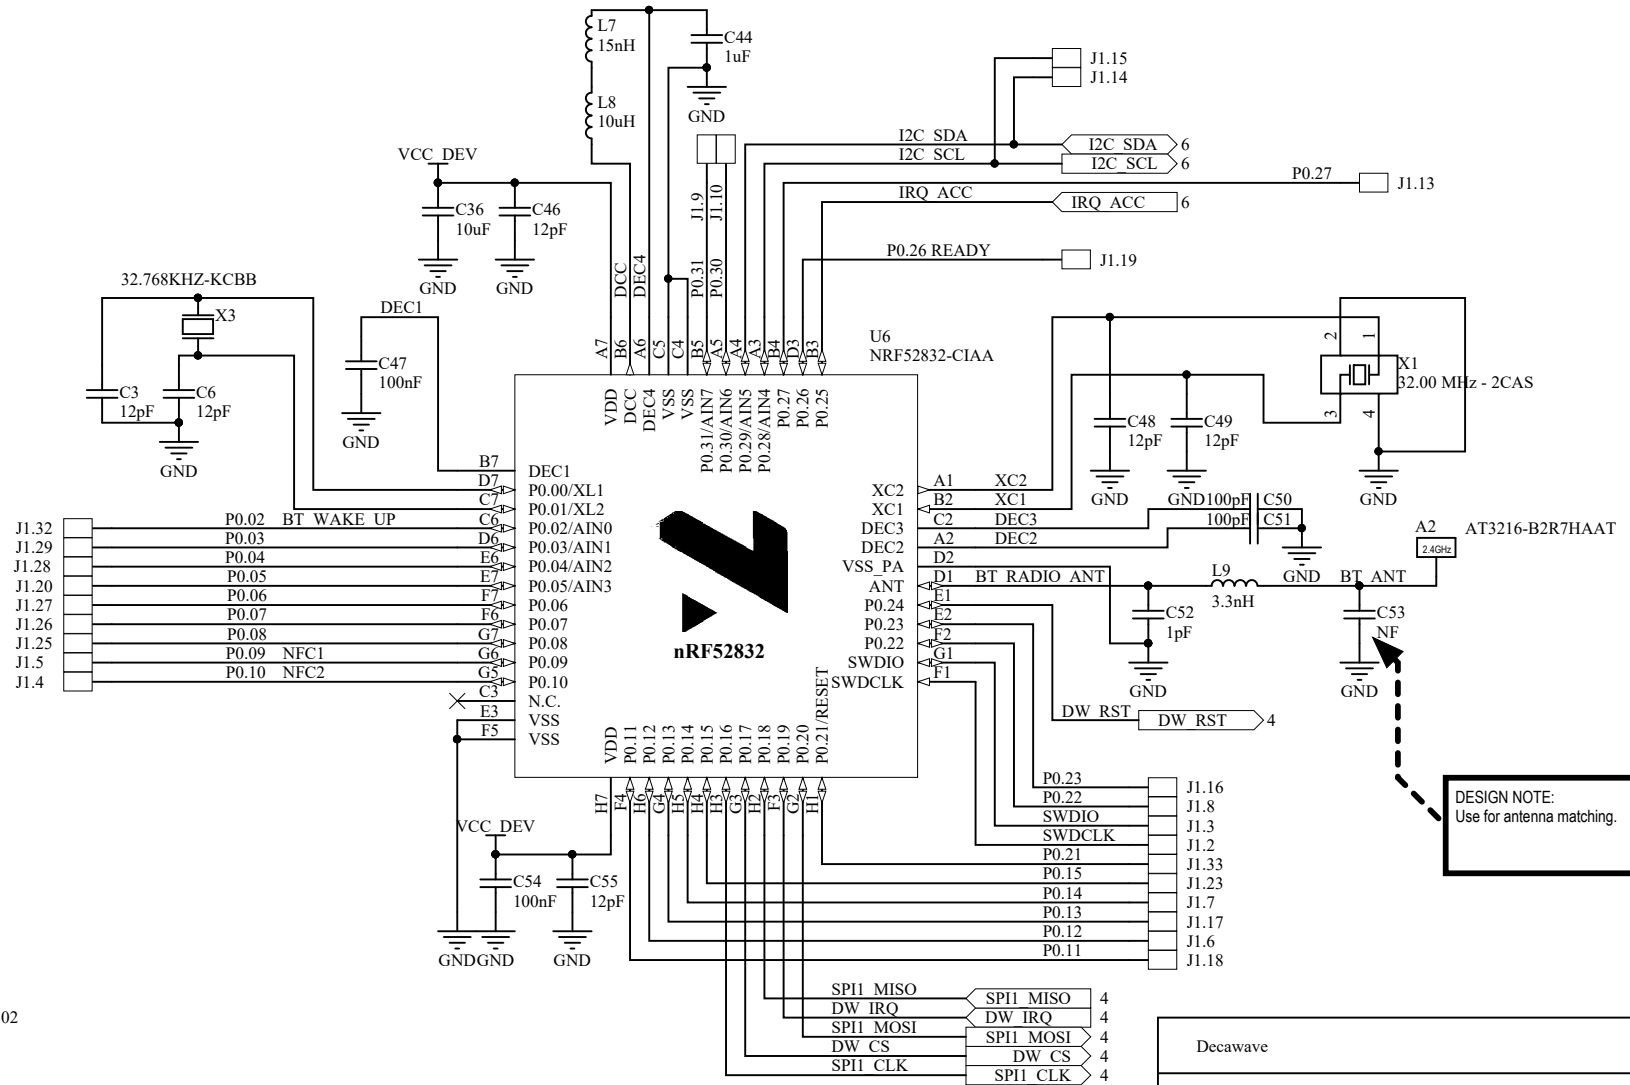 L7
15nH
C44
1uF
L8
10uH
GND
J1.15
J1.14
VCC_DEV
I2C_SDA
I2C_SDA 6
I2C_SCL
I2C_SCL 6
P0.27
J1.13
IRQ_ACC
IRQ_ACC 6
J1.9
J1.10
C36
10uF
C46
12pF
GND
GND
P0.26 READY
J1.19
DCC
DEC4
P0.31
P0.30
32.768KHZ-KCBB
X3
DEC1
C47
100nF
GND
C3
12pF
C6
12pF
GND
U6
NRF52832-CIAA
A7
B6
A6
C5
C4
B5
A5
A4
A3
B4
D3
B3
VDD
DCC
DEC4
VSS
VSS
P0.31/AIN7
P0.30/AIN6
P0.29/AIN5
P0.28/AIN4
P0.27
P0.26
P0.25
2
1
3
4
X1
32.00 MHz - 2CAS
C48
12pF
C49
12pF
GND
GND
GND
B7 DEC1
D7 P0.00/XL1
C7 P0.01/XL2
J1.32 P0.02 BT_WAKE_UP C6 P0.02/AIN0
J1.29 P0.03 D6 P0.03/AIN1
J1.28 P0.04 E6 P0.04/AIN2
J1.20 P0.05 E7 P0.05/AIN3
J1.27 P0.06 F7 P0.06
J1.26 P0.07 F6 P0.07
J1.25 P0.08 G7 P0.08
J1.5 P0.09 NFC1 G6 P0.09
J1.4 P0.10 NFC2 G5 P0.10
C3 N.C.
E3 VSS
F5 VSS
nRF52832
XC2 A1 XC2
XC1 B2 XC1
DEC3 C2 DEC3
DEC2 A2 DEC2
VSS_PA D2
ANT D1 BT_RADIO_ANT
P0.24 E1
P0.23 E2
P0.22 F2
SWDIO G1
SWDCLK F1
100pF C50
100pF C51
GND
L9
3.3nH
BT_ANT
A2
2.4GHz
AT3216-B2R7HAAT
C52
1pF
GND
C53
NF
GND
DW_RST
DW_RST 4
DESIGN NOTE:
Use for antenna matching.
VDD
P0.11
P0.12
P0.13
P0.14
P0.15
P0.16
P0.17
P0.18
P0.19
P0.20
P0.21/RESET
H7
F4
H6
G4
H5
H4
H3
G3
H2
F3
G2
H1
VCC_DEV
C54
100nF
C55
12pF
GND
GND
GND
P0.23 J1.16
P0.22 J1.8
SWDIO J1.3
SWDCLK J1.2
P0.21 J1.33
P0.15 J1.23
P0.14 J1.7
P0.13 J1.17
P0.12 J1.6
P0.11 J1.18
SPI1_MISO SPI1_MISO 4
DW_IRQ DW_IRQ 4
SPI1_MOSI SPI1_MOSI 4
DW_CS DW_CS 4
SPI1_CLK SPI1_CLK 4
02
Decawave